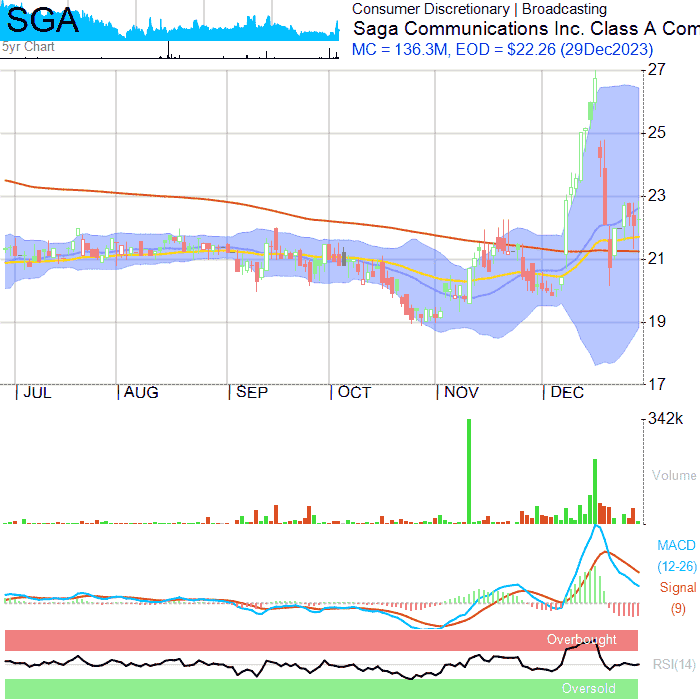 SGA
5yr Chart
Consumer Discretionary | Broadcasting
Saga Communications Inc. Class A Com
MC = 136.3M, EOD = $22.26 (29Dec2023)
27
25
23
21
19
17
JUL AUG SEP OCT NOV DEC
342k
Volume
MACD
(12-26)
Signal
(9)
Overbought
RSI(14)
Oversold